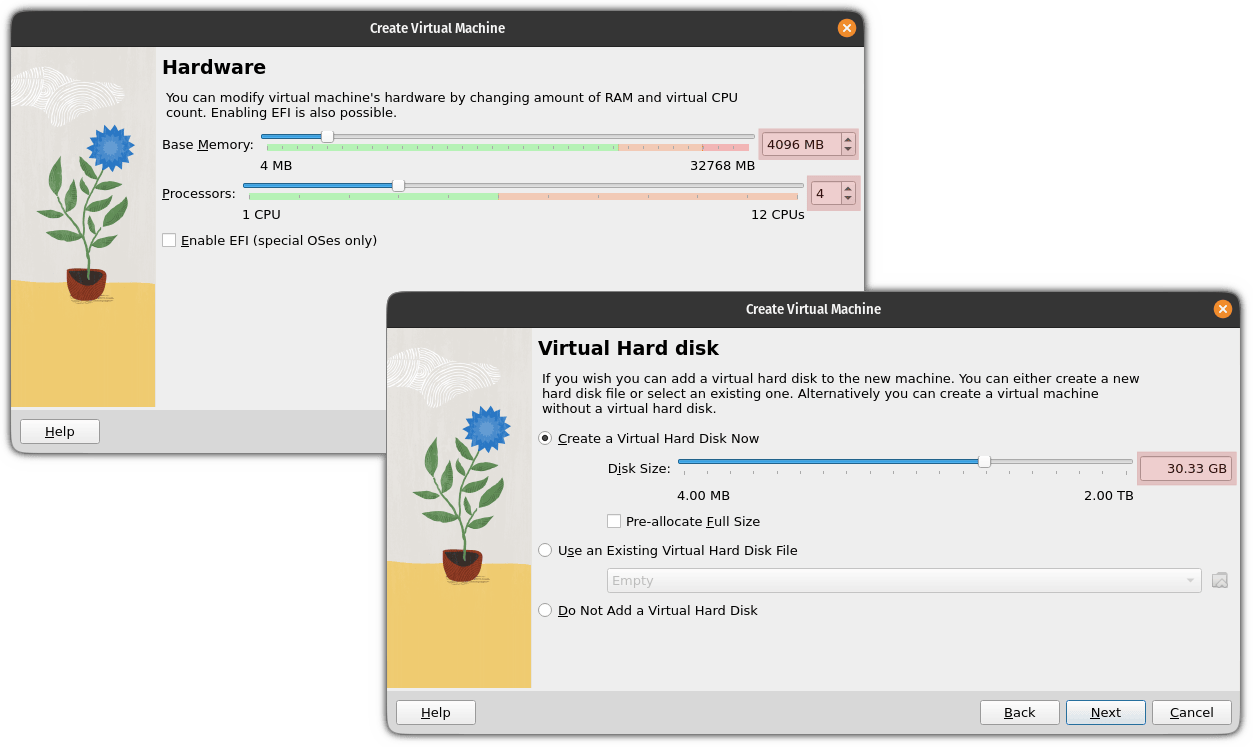 Create Virtual Machine
Hardware
You can modify virtual machine's hardware by changing amount of RAM and virtual CPU
count. Enabling EFI is also possible.
Base Memory:
4096 MB
4 MB
32768 MB
Processors:
4
1 CPU
12 CPUs
Enable EFI (special OSes only)
Help
Create Virtual Machine
Virtual Hard disk
If you wish you can add a virtual hard disk to the new machine. You can either create a new
hard disk file or select an existing one. Alternatively you can create a virtual machine
without a virtual hard disk.
Create a Virtual Hard Disk Now
Disk Size:
30.33 GB
4.00 MB
2.00 TB
Pre-allocate Full Size
Use an Existing Virtual Hard Disk File
Empty
Do Not Add a Virtual Hard Disk
Help
Back
Next
Cancel